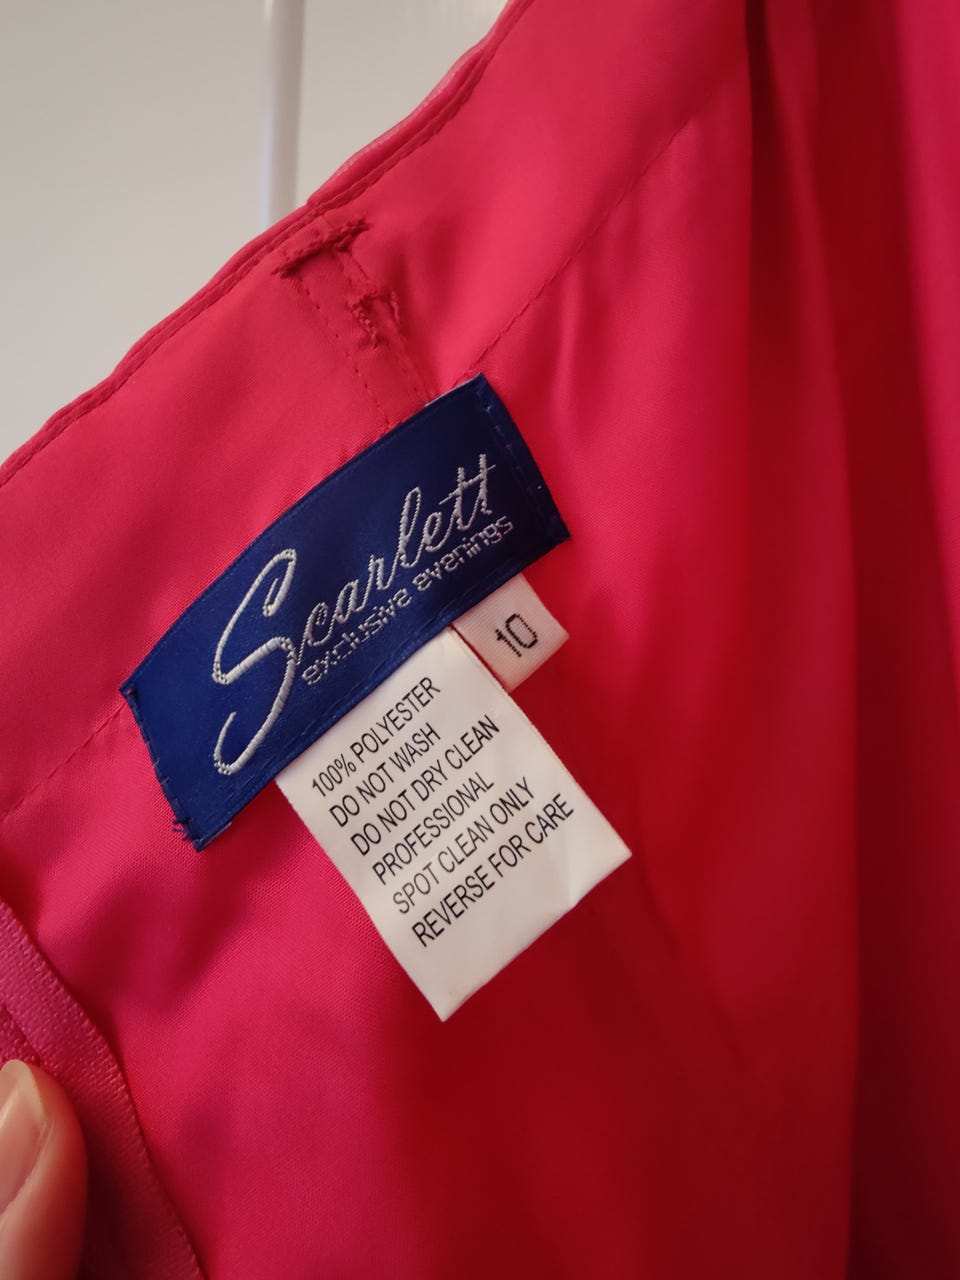 Scarlett
exclusive evenings
10
100% POLYESTER
DO NOT WASH
DO NOT DRY CLEAN
PROFESSIONAL
SPOT CLEAN ONLY
REVERSE FOR CARE